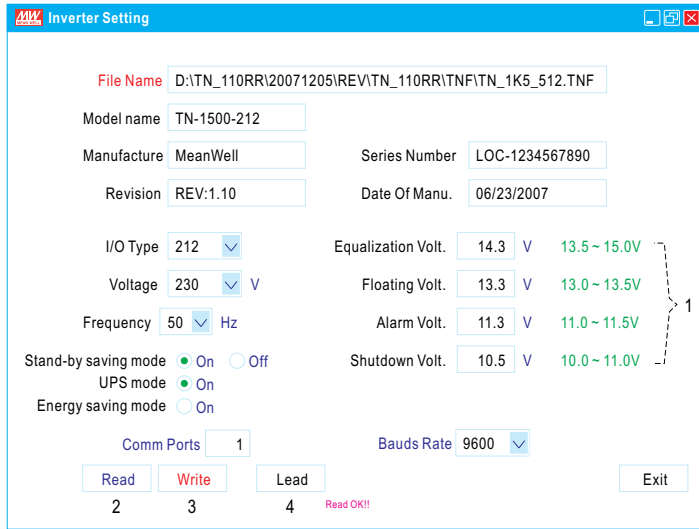 MW MEAN WELL Inverter Setting
File Name D:\TN_110RR\20071205\REV\TN_110RR\TNF\TN_1K5_512.TNF
Model name TN-1500-212
Manufacture MeanWell Series Number LOC-1234567890
Revision REV:1.10 Date Of Manu. 06/23/2007
I/O Type 212 Equalization Volt. 14.3 V 13.5 ~ 15.0V
Voltage 230 V Floating Volt. 13.3 V 13.0 ~ 13.5V
1
Frequency 50 Hz Alarm Volt. 11.3 V 11.0 ~ 11.5V
Stand-by saving mode On Off Shutdown Volt. 10.5 V 10.0 ~ 11.0V
UPS mode On
Energy saving mode On
Comm Ports 1 Bauds Rate 9600
Read Write Lead Exit
2 3 4 Read OK!!